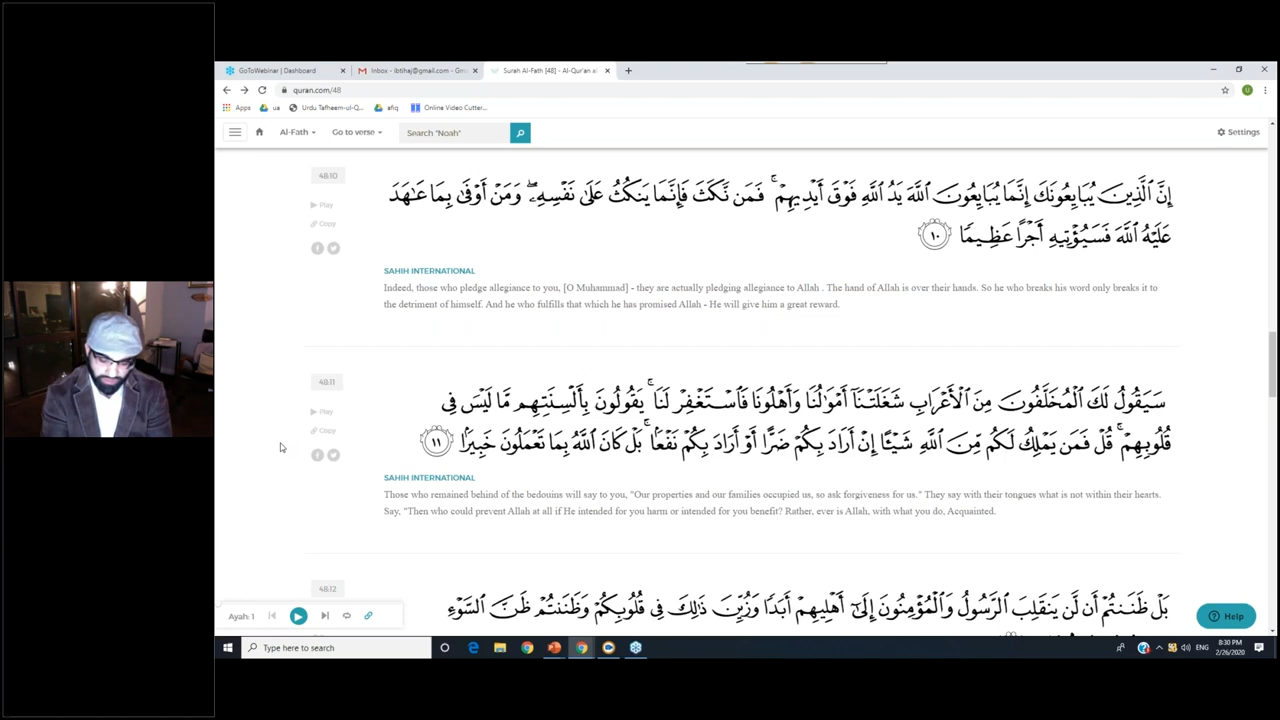 GoToWebinar | Dashboard
Inbox - ibtihaj@gmail.com - Gm
Surah Al-Fath [48] - Al-Qur'an al
quran.com/48
Apps
ua
Urdu Tafheem-ul-Q...
afiq
Online Video Cutter...
Al-Fath
Go to verse
Search "Noah"
Settings
48:10
Play
Copy
إِنَّ ٱلَّذِينَ يُبَايِعُونَكَ إِنَّمَا يُبَايِعُونَ ٱللَّهَ يَدُ ٱللَّهِ فَوْقَ أَيْدِيهِمْ ۚ فَمَن نَّكَثَ فَإِنَّمَا يَنكُثُ عَلَىٰ نَفْسِهِۦ ۖ وَمَنْ أَوْفَىٰ بِمَا عَـٰهَدَ
عَلَيْهُ ٱللَّهَ فَسَيُؤْتِيهِ أَجْرًا عَظِيمًا ١٠
SAHIH INTERNATIONAL
Indeed, those who pledge allegiance to you, [O Muhammad] - they are actually pledging allegiance to Allah . The hand of Allah is over their hands. So he who breaks his word only breaks it to
the detriment of himself. And he who fulfills that which he has promised Allah - He will give him a great reward.
48:11
Play
Copy
سَيَقُولُ لَكَ ٱلْمُخَلَّفُونَ مِنَ ٱلْأَعْرَابِ شَغَلَتْنَآ أَمْوَٰلُنَا وَأَهْلُونَا فَٱسْتَغْفِرْ لَنَا ۚ يَقُولُونَ بِأَلْسِنَتِهِم مَّا لَيْسَ فِى
قُلُوبِهِمْ ۚ قُلْ فَمَن يَمْلِكُ لَكُم مِّنَ ٱللَّهِ شَيْـًٔا إِنْ أَرَادَ بِكُمْ ضَرًّا أَوْ أَرَادَ بِكُمْ نَفْعًۢا ۚ بَلْ كَانَ ٱللَّهُ بِمَا تَعْمَلُونَ خَبِيرًۢا ١١
SAHIH INTERNATIONAL
Those who remained behind of the bedouins will say to you, "Our properties and our families occupied us, so ask forgiveness for us." They say with their tongues what is not within their hearts.
Say, "Then who could prevent Allah at all if He intended for you harm or intended for you benefit? Rather, ever is Allah, with what you do, Acquainted.
48:12
بَلْ ظَنَنتُمْ أَن لَّن يَنقَلِبَ ٱلرَّسُولُ وَٱلْمُؤْمِنُونَ إِلَىٰٓ أَهْلِيهِمْ أَبَدًا وَزُيِّنَ ذَٰلِكَ فِى قُلُوبِكُمْ وَظَنَنتُمْ ظَنَّ ٱلسَّوْءِ
Ayah: 1
Help
Type here to search
ENG
8:30 PM
2/26/2020